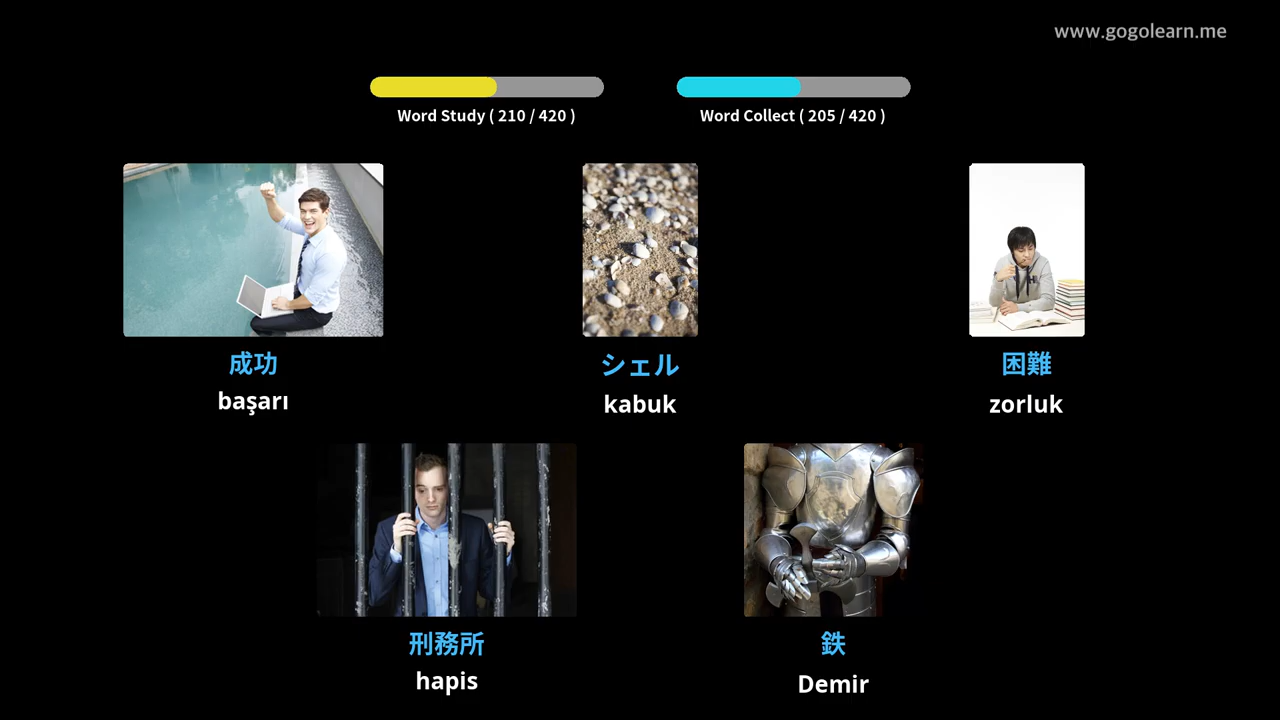 www.gogolearn.me
Word Study ( 210 / 420 )
Word Collect ( 205 / 420 )
成功
başarı
シェル
kabuk
困難
zorluk
刑務所
hapis
鉄
Demir